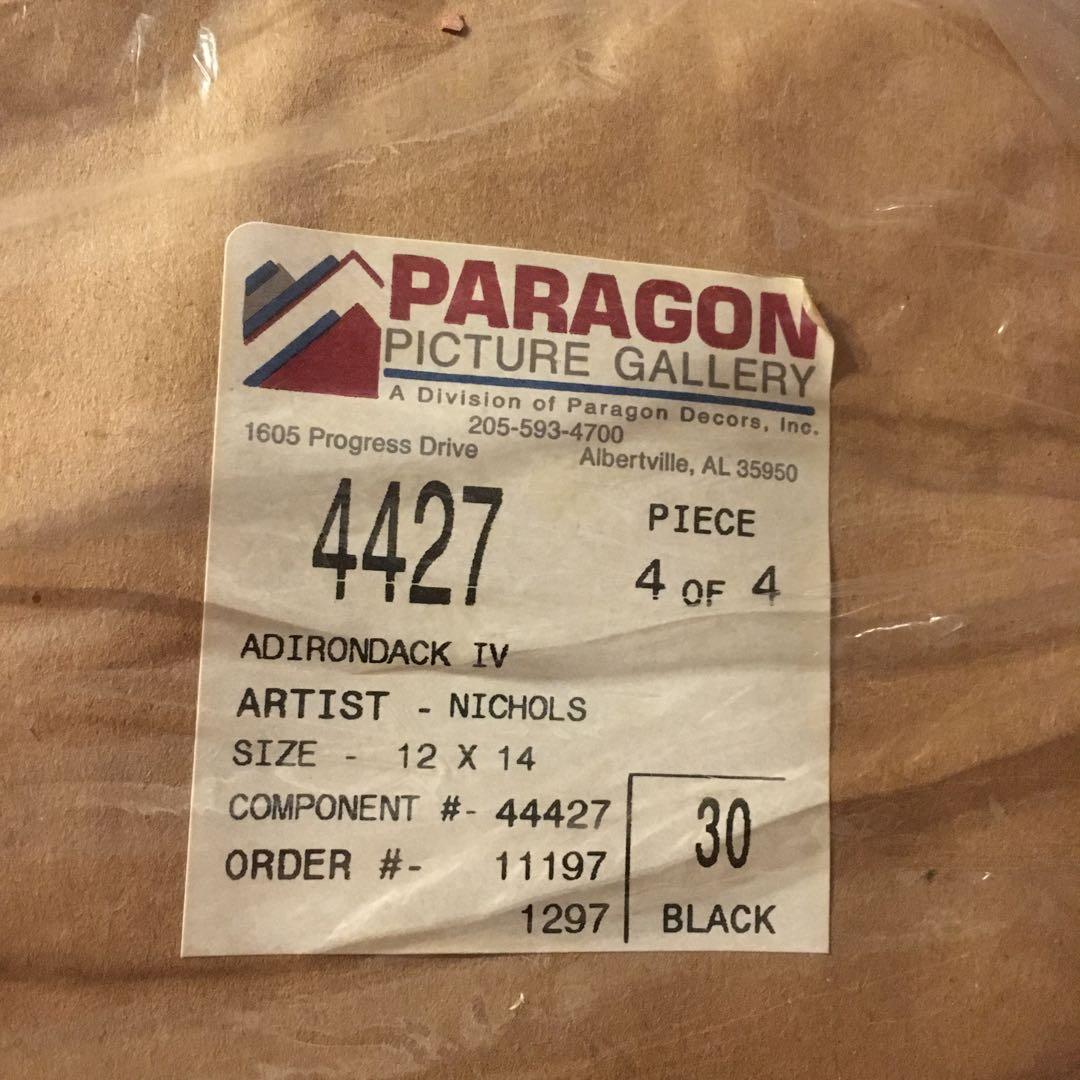 PARAGON
PICTURE GALLERY
A Division of Paragon Decors, Inc.
205-593-4700
1605 Progress Drive Albertville, AL 35950
4427
PIECE
4 OF 4
ADIRONDACK IV
ARTIST - NICHOLS
SIZE - 12 X 14
COMPONENT #- 44427
ORDER #- 11197
1297
30
BLACK